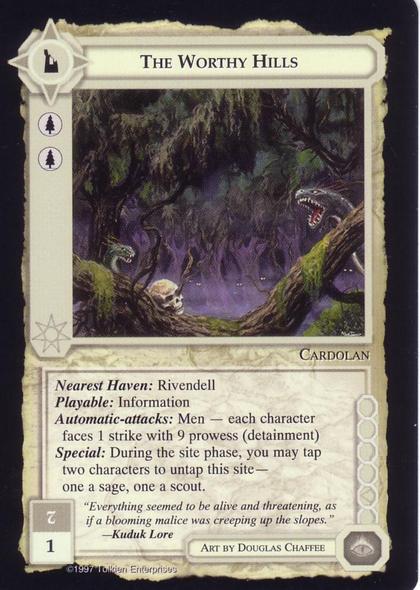 THE WORTHY HILLS
CARDOLAN
Nearest Haven: Rivendell
Playable: Information
Automatic-attacks: Men — each character
faces 1 strike with 9 prowess (detainment)
Special: During the site phase, you may tap
two characters to untap this site—
one a sage, one a scout.
"Everything seemed to be alive and threatening, as
if a blooming malice was creeping up the slopes."
—Kuduk Lore
2
1
ART BY DOUGLAS CHAFFEE
©1997 Tolkien Enterprises